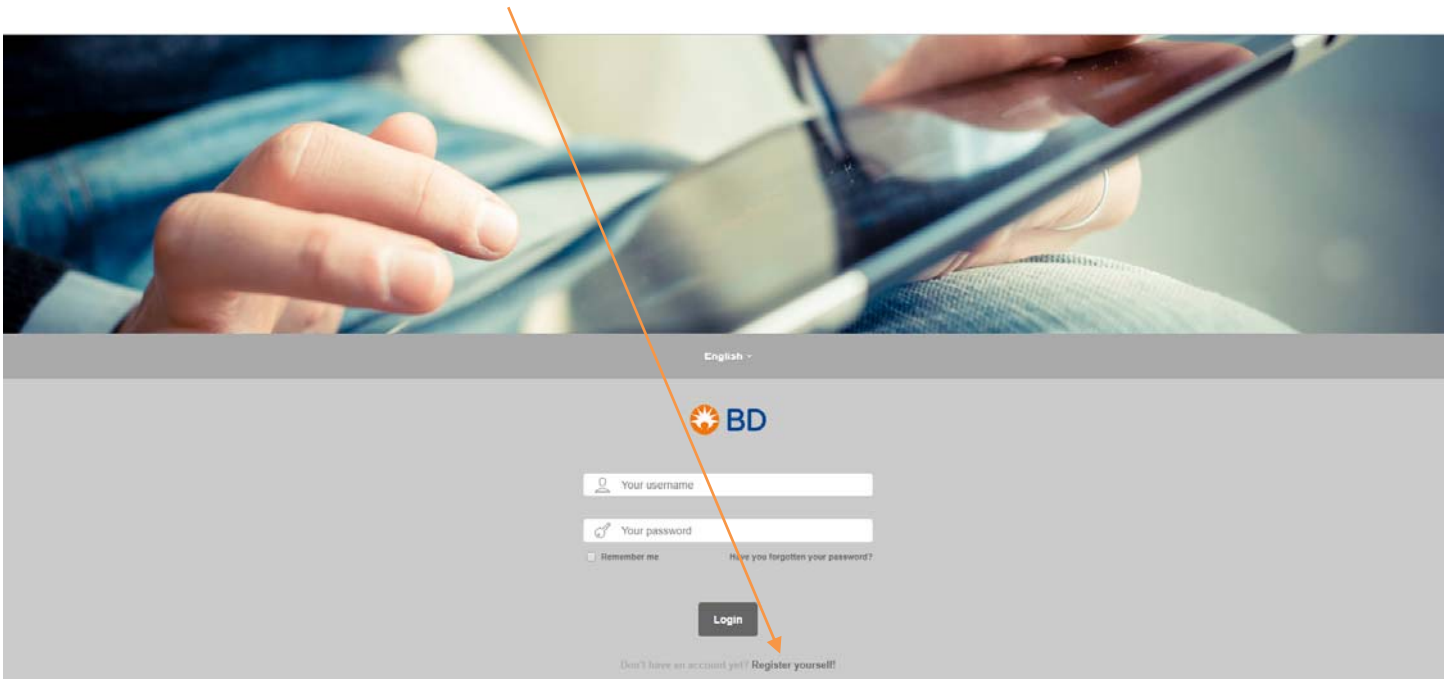 English
BD
Your username
Your password
Remember me Have you forgotten your password?
Login
Don't have an account yet? Register yourself!